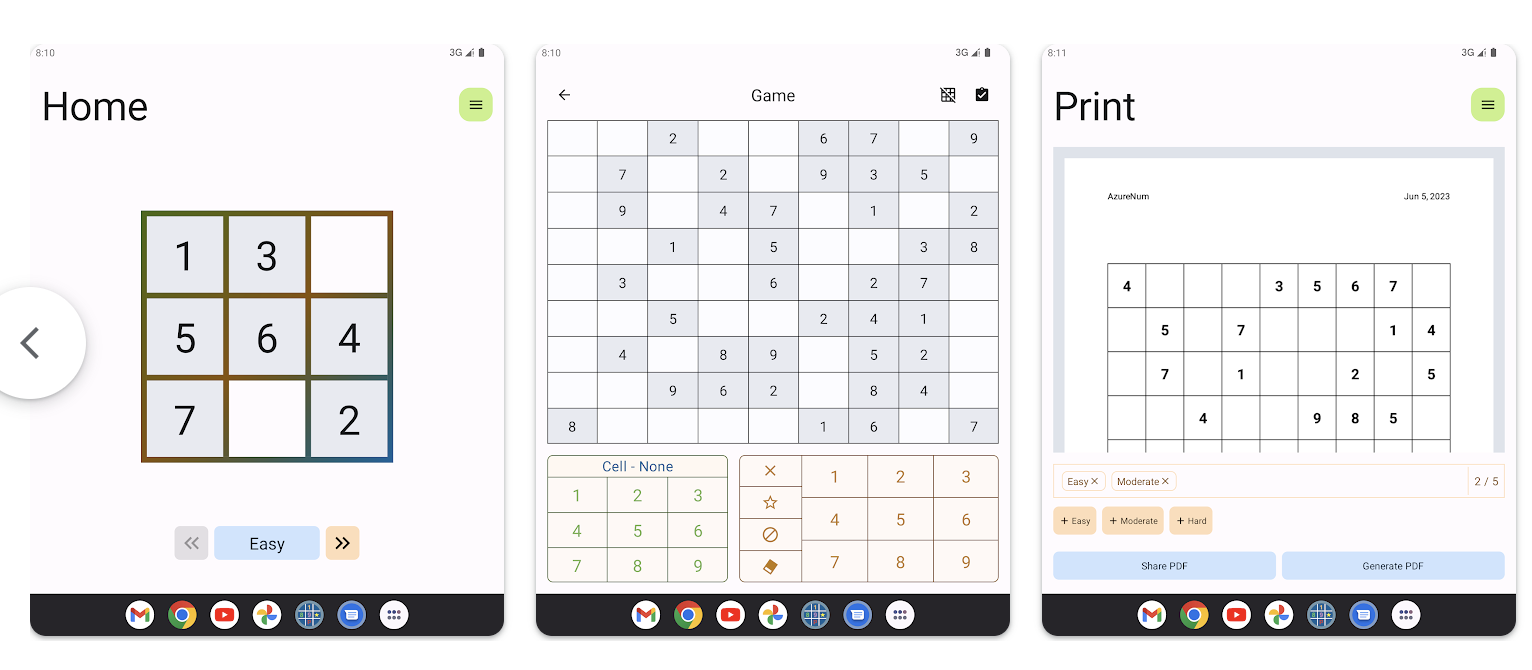 8:10 3G
Home
1 3
5 6 4
7 2
Easy
8:10 3G
Game
2 6 7 9
7 2 9 3 5
9 4 7 1 2
1 5 3 8
3 6 2 7
5 2 4 1
4 8 9 5 2
9 6 2 8 4
8 1 6 7
Cell - None
1 2 3
4 5 6
7 8 9
1 2 3
4 5 6
7 8 9
8:11 3G
Print
AzureNum Jun 5, 2023
4 3 5 6 7
5 7 1 4
7 1 2 5
4 9 8 5
Easy Moderate 2 / 5
+ Easy + Moderate + Hard
Share PDF Generate PDF